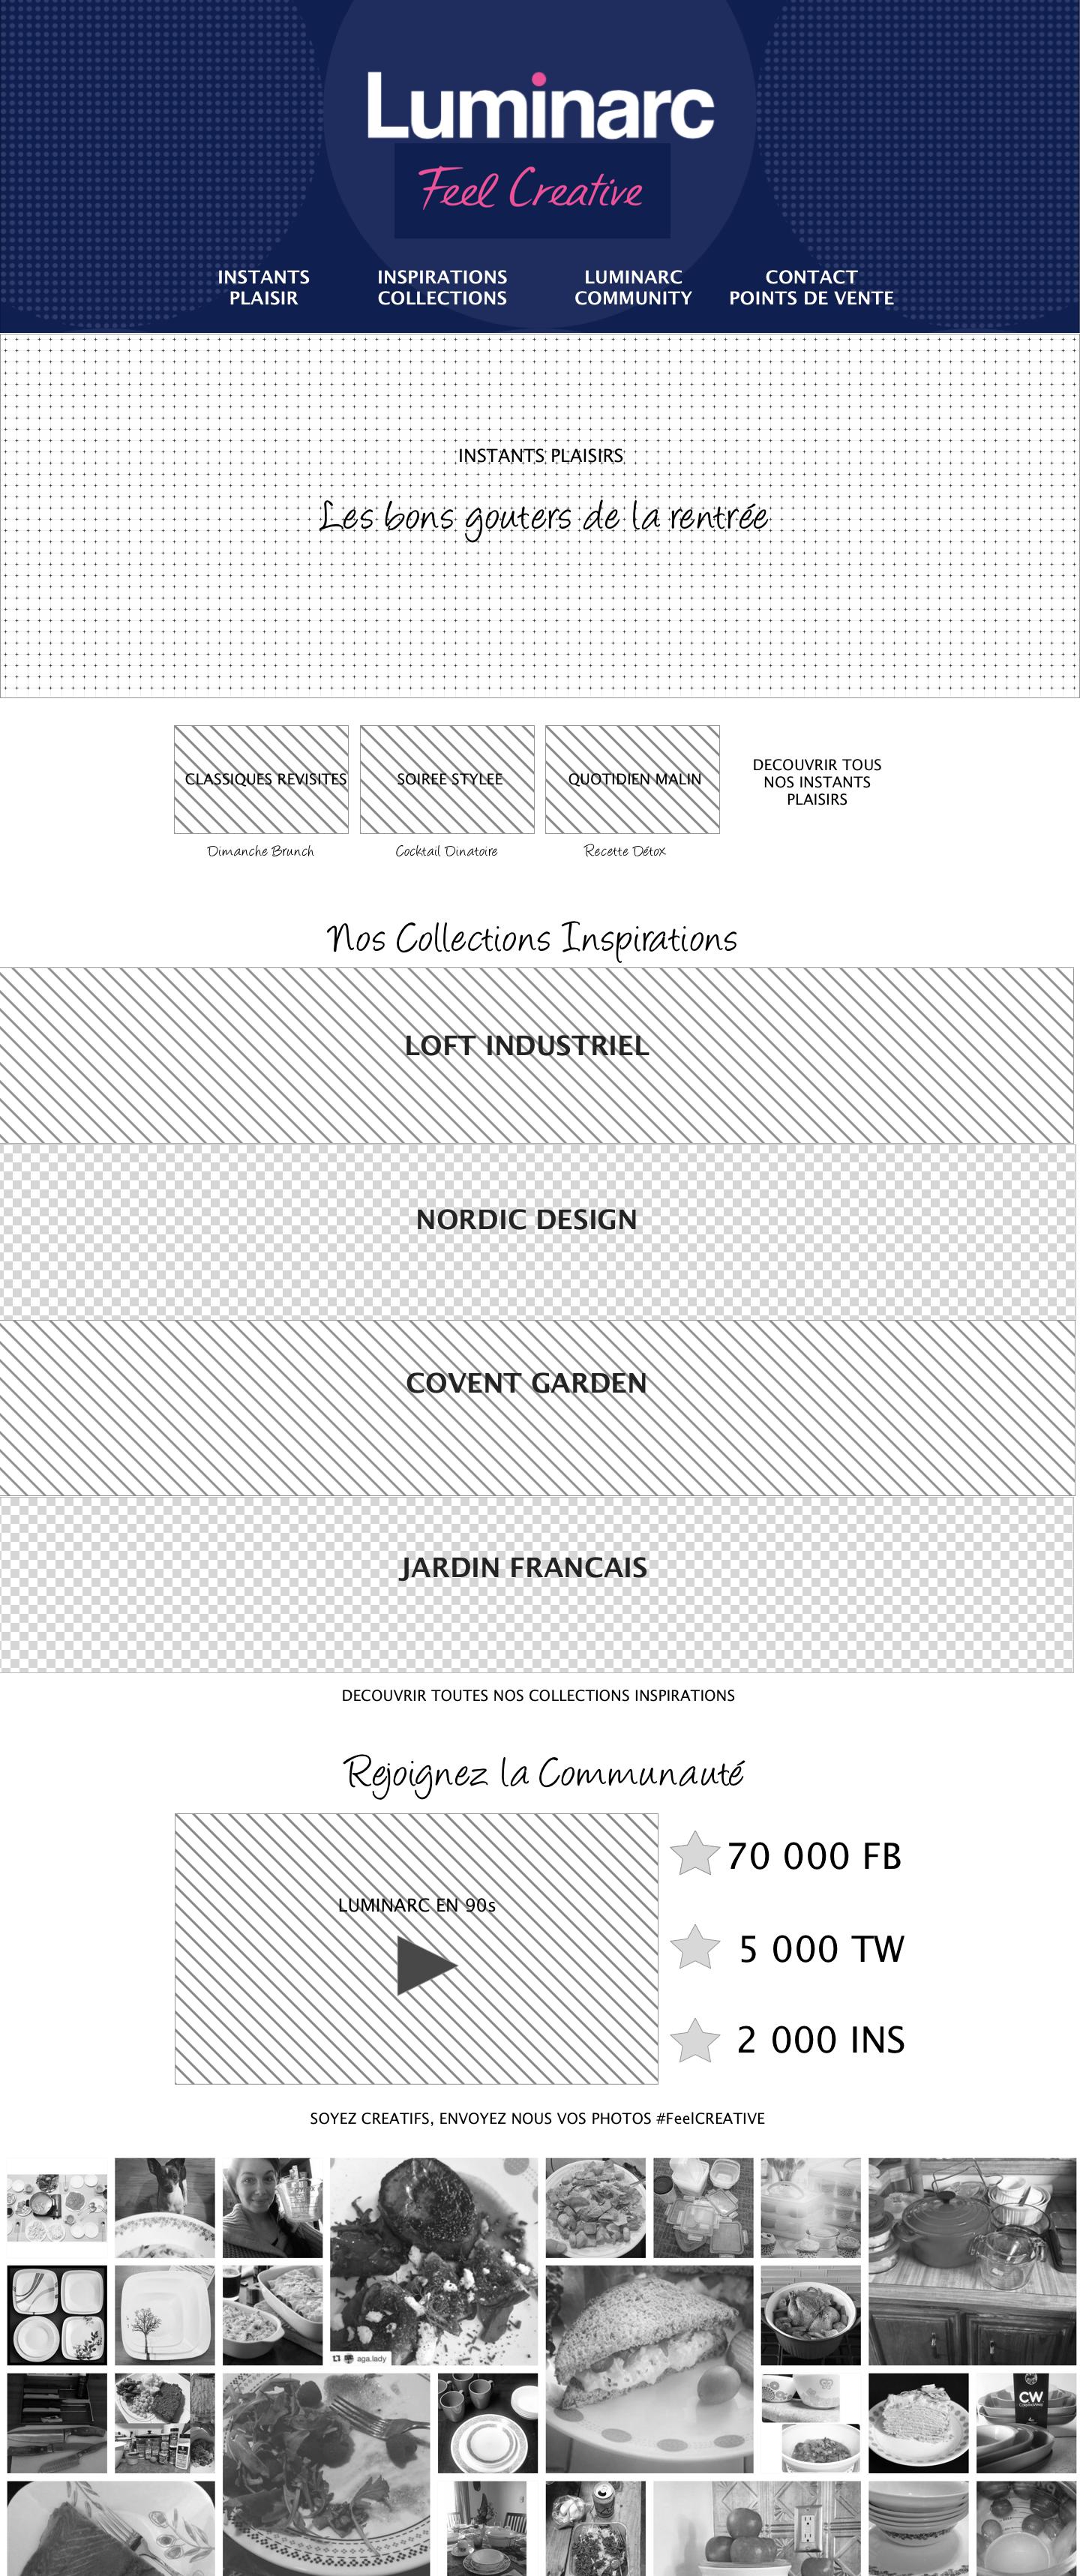 Luminarc
Feel Creative
INSTANTS
PLAISIR
INSPIRATIONS
COLLECTIONS
LUMINARC
COMMUNITY
CONTACT
POINTS DE VENTE
INSTANTS PLAISIRS
Les bons gouters de la rentrée
CLASSIQUES REVISITES
SOIREE STYLEE
QUOTIDIEN MALIN
DECOUVRIR TOUS
NOS INSTANTS
PLAISIRS
Dimanche Brunch
Cocktail Dinatoire
Recette Détox
Nos Collections Inspirations
LOFT INDUSTRIEL
NORDIC DESIGN
COVENT GARDEN
JARDIN FRANCAIS
DECOUVRIR TOUTES NOS COLLECTIONS INSPIRATIONS
Rejoignez la Communauté
LUMINARC EN 90s
70 000 FB
5 000 TW
2 000 INS
SOYEZ CREATIFS, ENVOYEZ NOUS VOS PHOTOS #FeelCREATIVE
aga.lady
CW